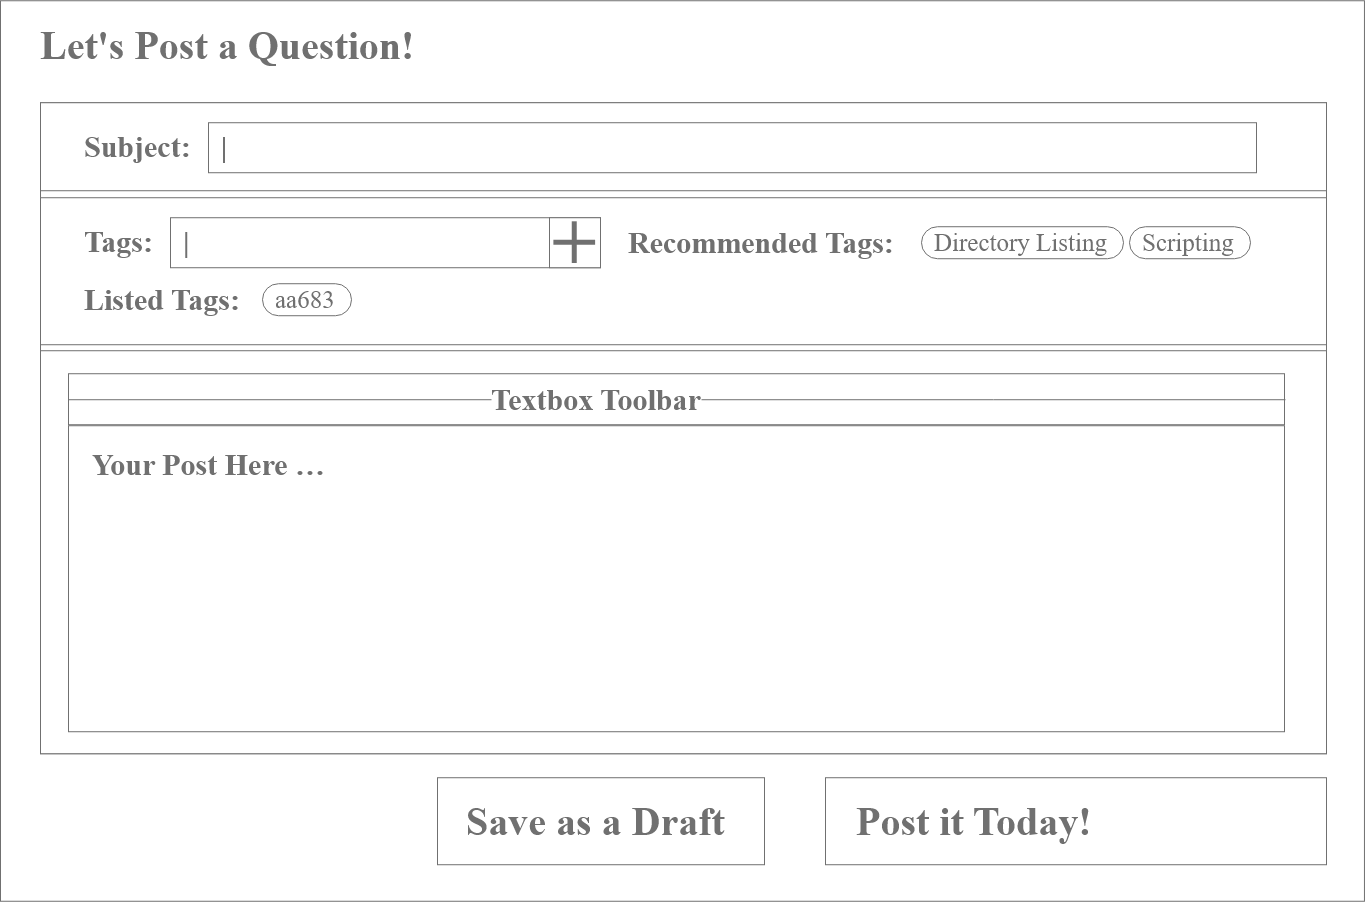 Let's Post a Question!
Subject: |
Tags: | + Recommended Tags: Directory Listing Scripting
Listed Tags: aa683
Textbox Toolbar
Your Post Here …
Save as a Draft Post it Today!